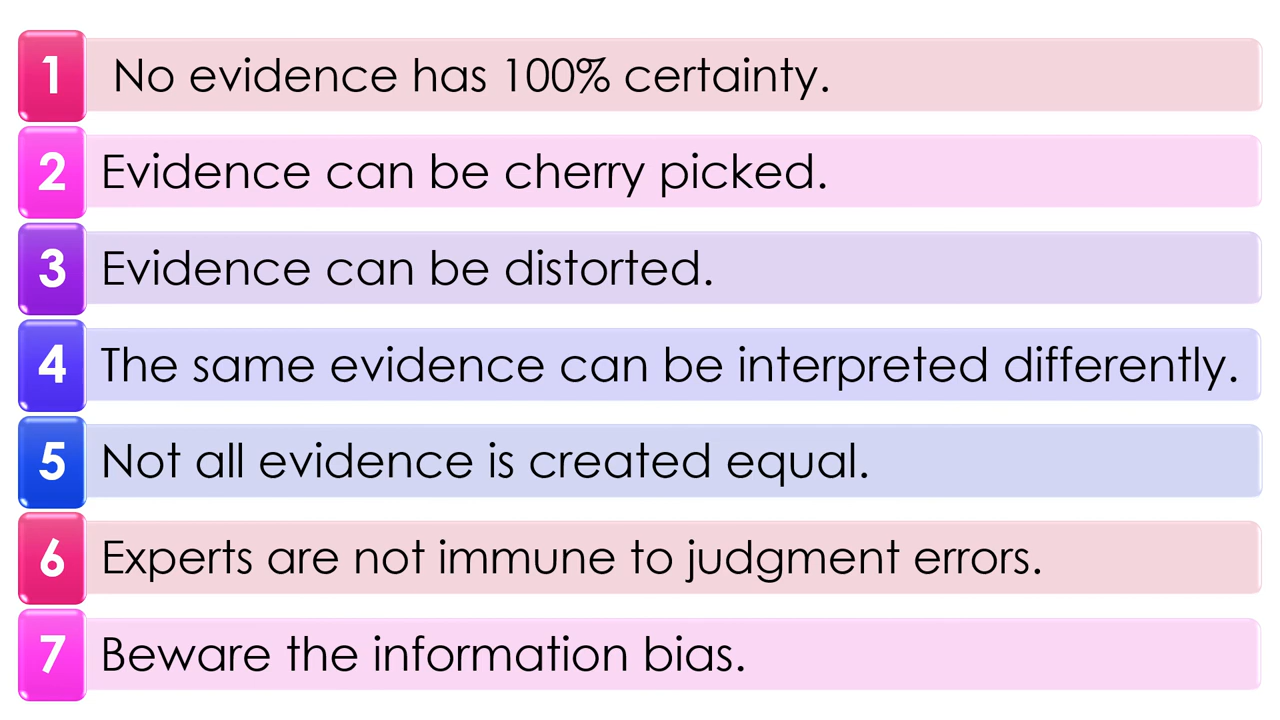 1 No evidence has 100% certainty.
2 Evidence can be cherry picked.
3 Evidence can be distorted.
4 The same evidence can be interpreted differently.
5 Not all evidence is created equal.
6 Experts are not immune to judgment errors.
7 Beware the information bias.